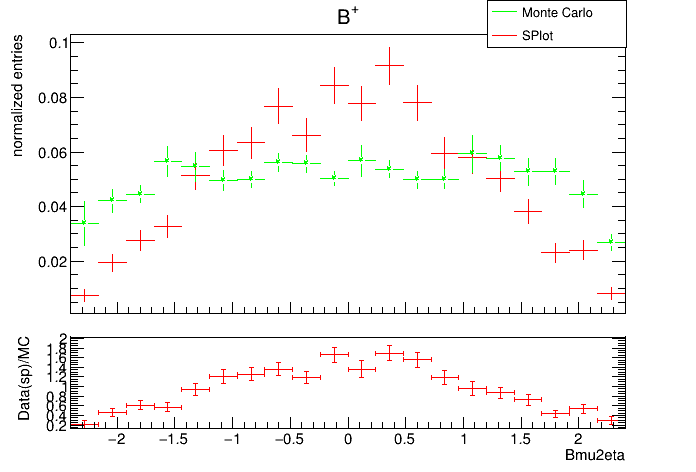 B+
Monte Carlo
SPlot
normalized entries
0.1
0.08
0.06
0.04
0.02
Data(sp)/MC
2
1.8
1.6
1.4
1.2
1
0.8
0.6
0.4
0.2
−2 −1.5 −1 −0.5 0 0.5 1 1.5 2
Bmu2eta